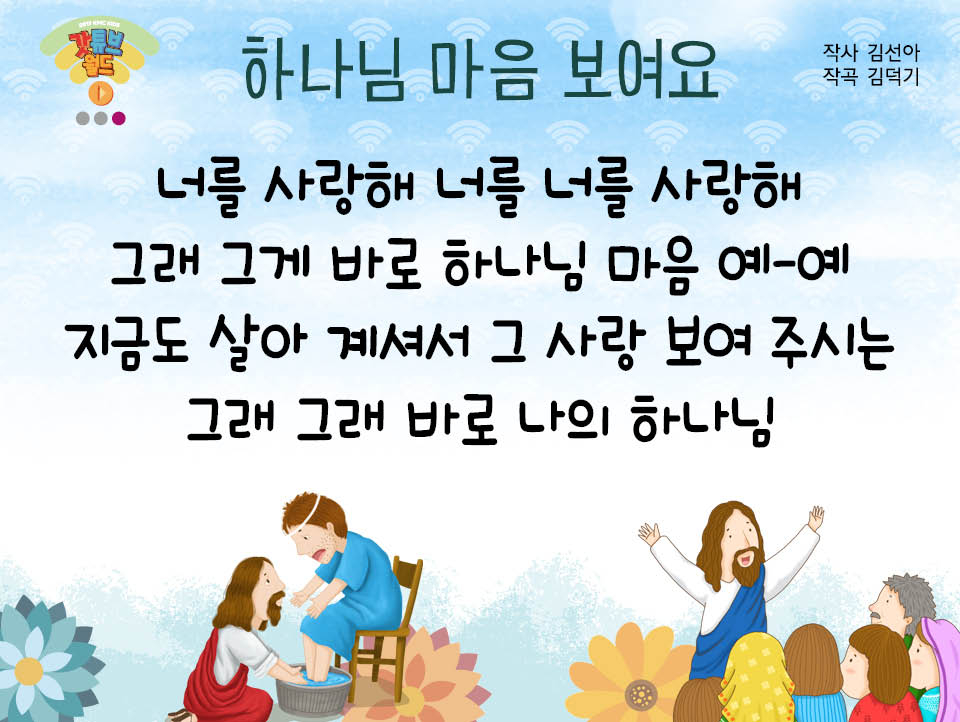 2019 KMC KIDS
갓튜브
월드
하나님 마음 보여요
작사 김선아
작곡 김덕기
너를 사랑해 너를 너를 사랑해
그래 그게 바로 하나님 마음 예-예
지금도 살아 계셔서 그 사랑 보여 주시는
그래 그래 바로 나의 하나님